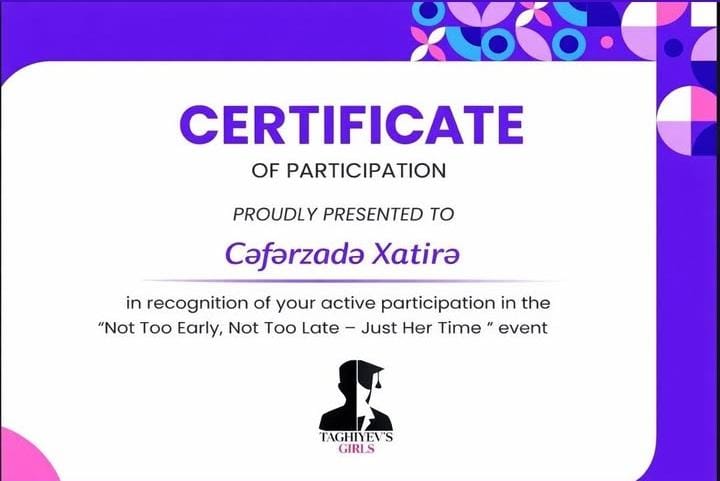 CERTIFICATE
OF PARTICIPATION
PROUDLY PRESENTED TO
Cəfərzadə Xatirə
in recognition of your active participation in the
“Not Too Early, Not Too Late – Just Her Time ” event
TAGHIYEV'S
GIRLS